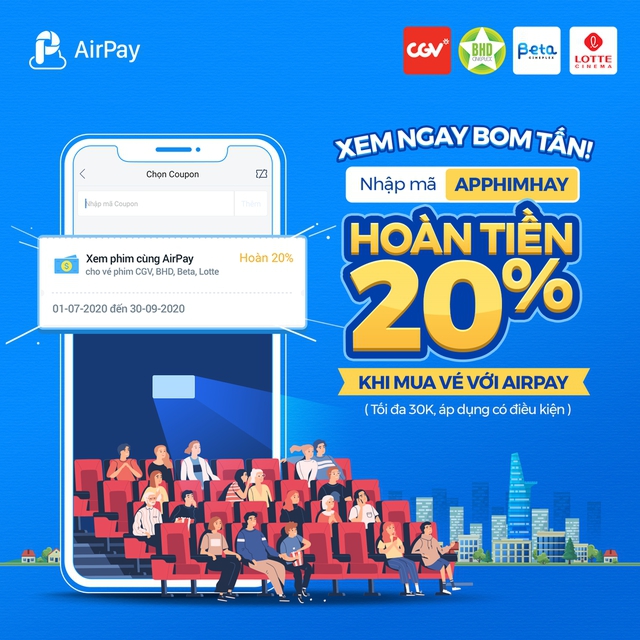 AirPay
CGV
BHD
CINEPLEX
Beta
CINEPLEX
LOTTE
CINEMA
XEM NGAY BOM TẤN!
Nhập mã APPHIMHAY
HOÀN TIỀN
20%
KHI MUA VÉ VỚI AIRPAY
( Tối đa 30K, áp dụng có điều kiện )
Chọn Coupon
Nhập mã Coupon
Xem phim cùng AirPay Hoàn 20%
cho vé phim CGV, BHD, Beta, Lotte
01-07-2020 đến 30-09-2020